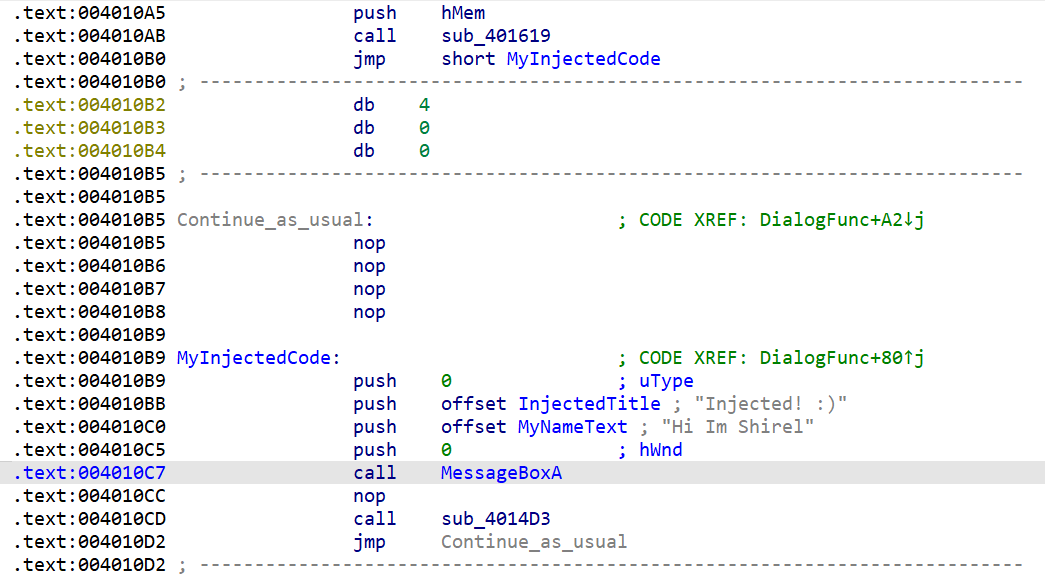 .text:004010A5 push hMem
.text:004010AB call sub_401619
.text:004010B0 jmp short MyInjectedCode
.text:004010B0 ; ---------------------------------------------------------------------------
.text:004010B2 db 4
.text:004010B3 db 0
.text:004010B4 db 0
.text:004010B5 ; ---------------------------------------------------------------------------
.text:004010B5
.text:004010B5 Continue_as_usual: ; CODE XREF: DialogFunc+A2↓j
.text:004010B5 nop
.text:004010B6 nop
.text:004010B7 nop
.text:004010B8 nop
.text:004010B9
.text:004010B9 MyInjectedCode: ; CODE XREF: DialogFunc+80↑j
.text:004010B9 push 0 ; uType
.text:004010BB push offset InjectedTitle ; "Injected! :)"
.text:004010C0 push offset MyNameText ; "Hi Im Shirel"
.text:004010C5 push 0 ; hWnd
.text:004010C7 call MessageBoxA
.text:004010CC nop
.text:004010CD call sub_4014D3
.text:004010D2 jmp Continue_as_usual
.text:004010D2 ; ---------------------------------------------------------------------------